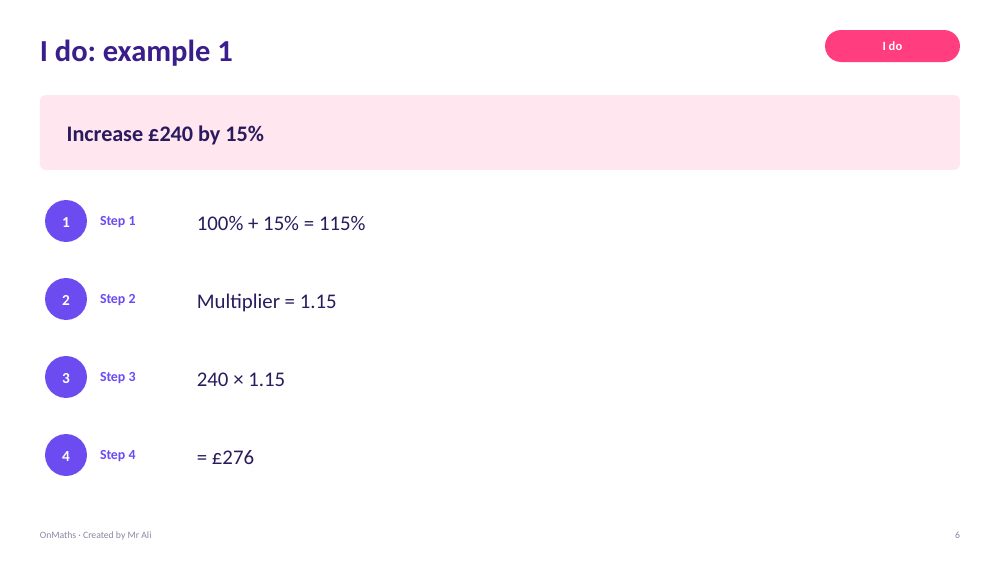 I do: example 1
I do
Increase £240 by 15%
1 Step 1 100% + 15% = 115%
2 Step 2 Multiplier = 1.15
3 Step 3 240 × 1.15
4 Step 4 = £276
OnMaths · Created by Mr Ali
6